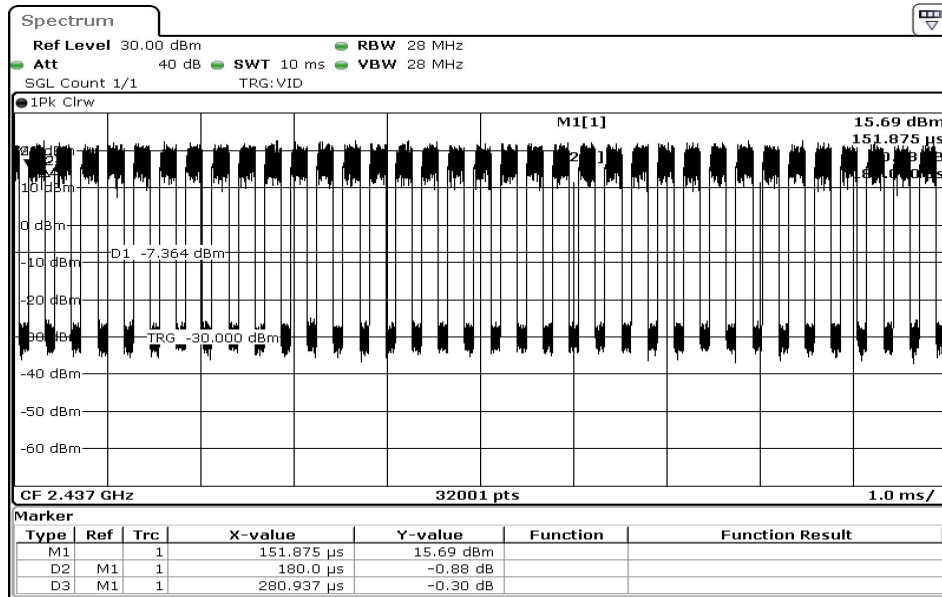 Spectrum
Ref Level 30.00 dBm RBW 28 MHz
Att 40 dB SWT 10 ms VBW 28 MHz
SGL Count 1/1 TRG:VID
1Pk Clrw
M1[1] 15.69 dBm
151.875 µs
10 dBm
0 dBm
D1 -7.364 dBm
-10 dBm
-20 dBm
TRG -30.000 dBm
-40 dBm
-50 dBm
-60 dBm
CF 2.437 GHz 32001 pts 1.0 ms/
Marker
Type Ref Trc X-value Y-value Function Function Result
M1 1 151.875 µs 15.69 dBm
D2 M1 1 180.0 µs -0.88 dB
D3 M1 1 280.937 µs -0.30 dB